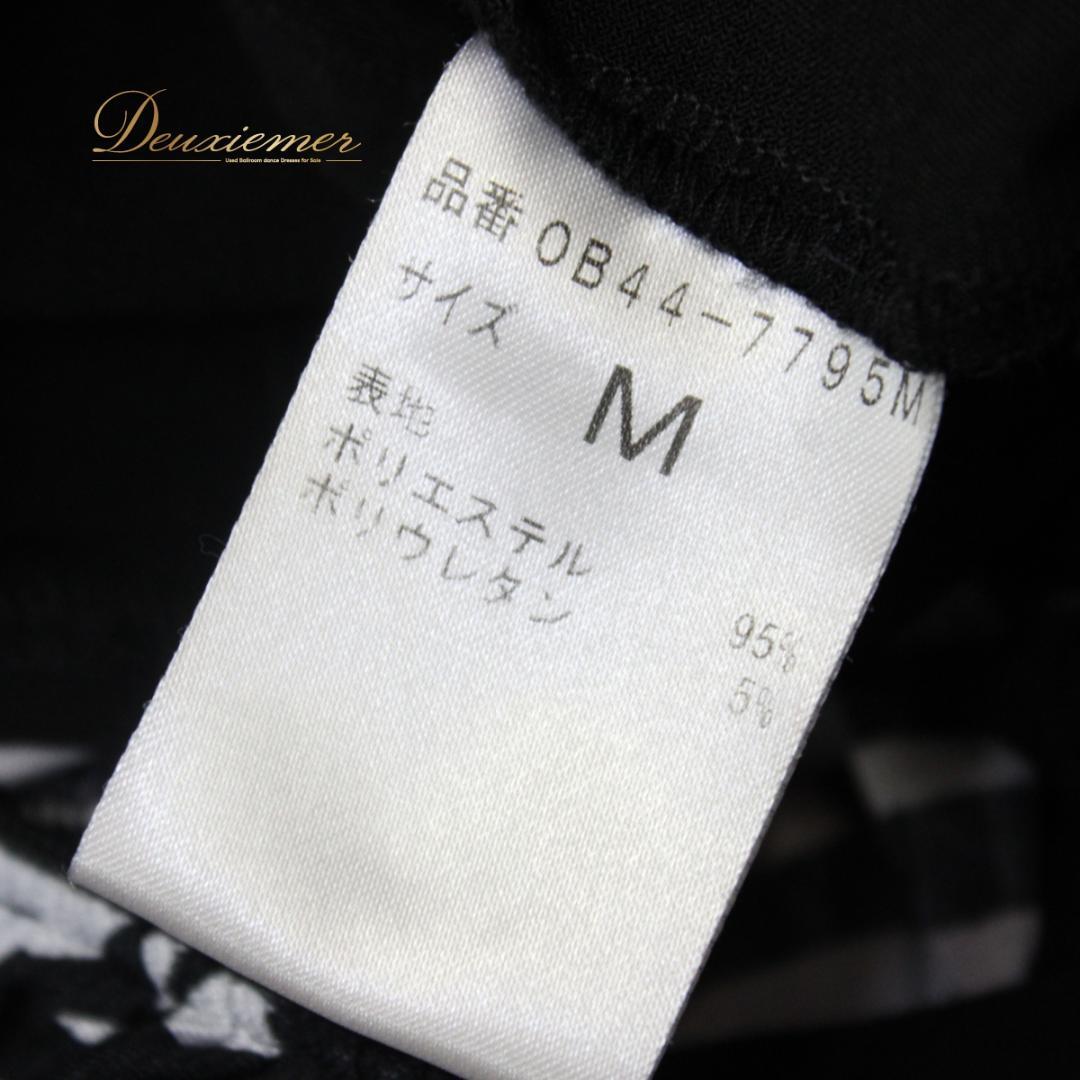 Deuxiemer
Used Ballroom dance Dresses for Sale
品番 OB44-7795M
サイズ M
表地
ポリエステル 95%
ポリウレタン 5%